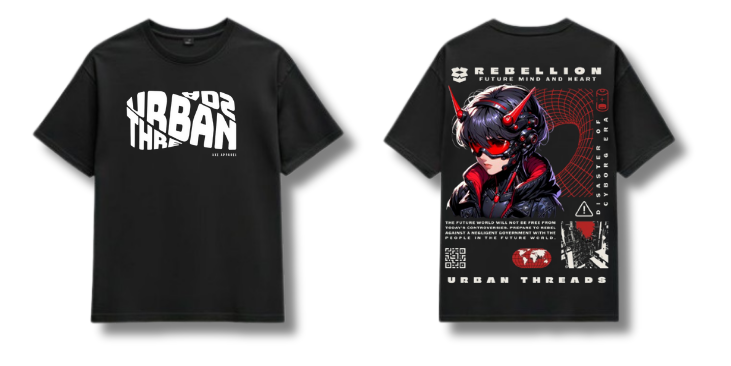 URBAN
THRE
REBELLION
FUTURE MIND AND HEART
DISASTER OF
CYBORG ERA
THE FUTURE WORLD WILL NOT BE FREE FROM
TODAY'S CONTROVERSIES. PREPARE TO REBEL
AGAINST A NEGLIGENT GOVERNMENT WITH THE
PEOPLE IN THE FUTURE WORLD.
URBAN THREADS